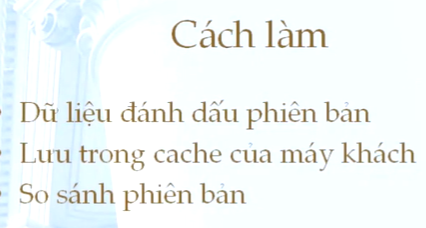 Cách làm
• Dữ liệu đánh dấu phiên bản
• Lưu trong cache của máy khách
• So sánh phiên bản